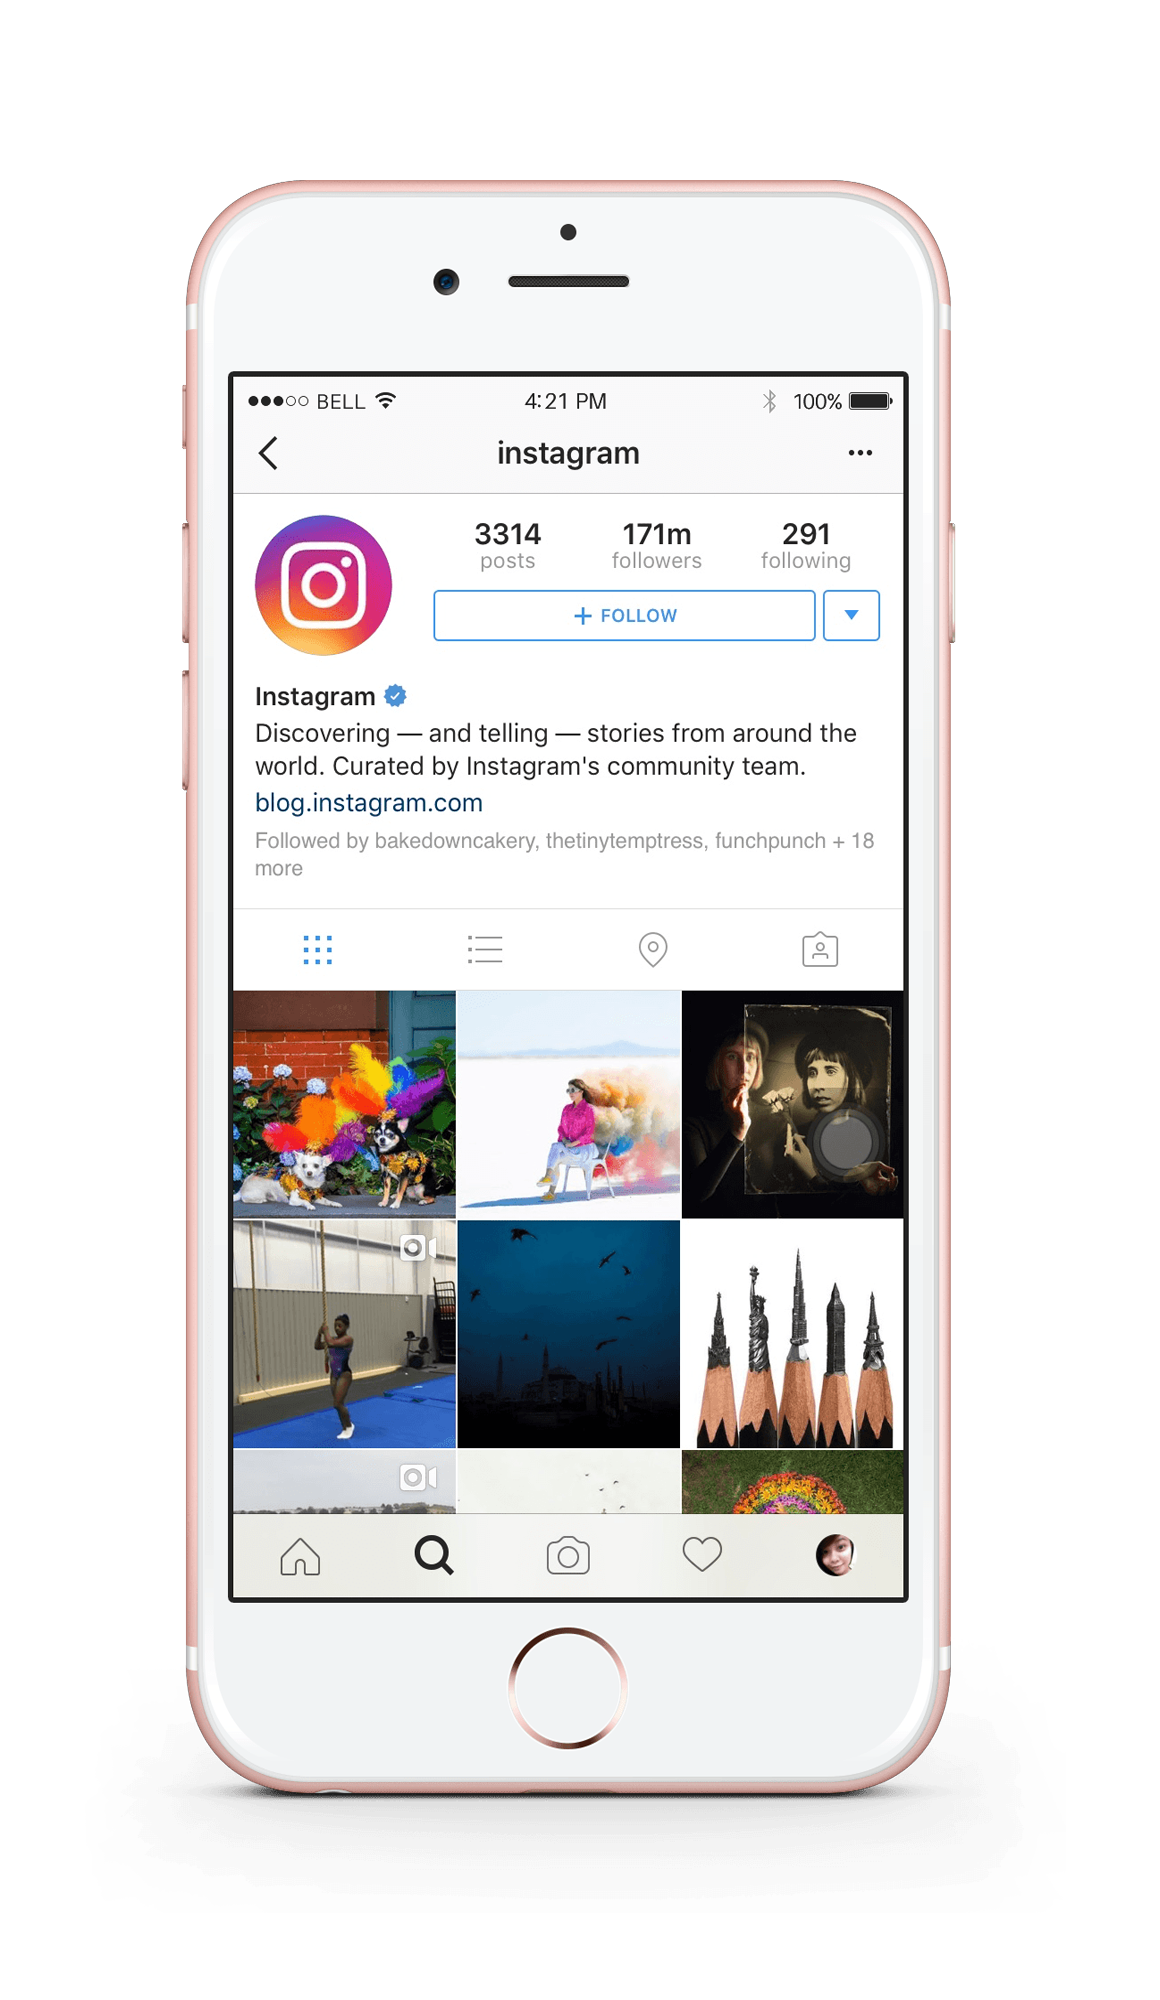 BELL 4:21 PM 100%
instagram
3314 171m 291
posts followers following
+ FOLLOW
Instagram
Discovering — and telling — stories from around the
world. Curated by Instagram's community team.
blog.instagram.com
Followed by bakedowncakery, thetinytemptress, funchpunch + 18
more